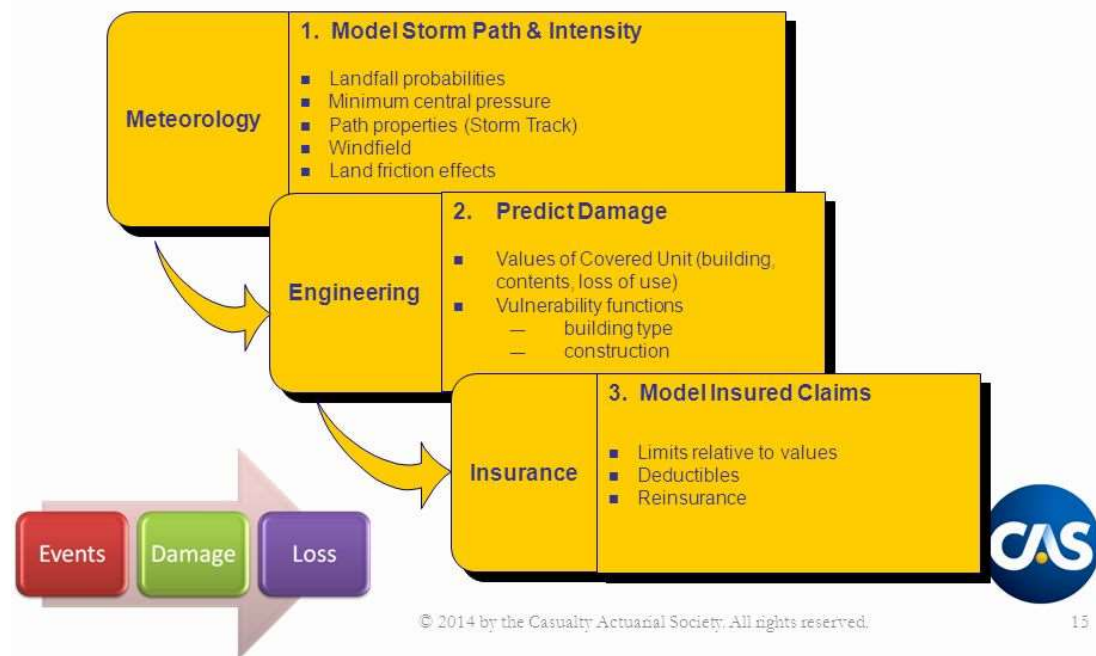 Meteorology
1. Model Storm Path & Intensity
■ Landfall probabilities
■ Minimum central pressure
■ Path properties (Storm Track)
■ Windfield
■ Land friction effects
Engineering
2. Predict Damage
■ Values of Covered Unit (building,
contents, loss of use)
■ Vulnerability functions
— building type
— construction
Insurance
3. Model Insured Claims
■ Limits relative to values
■ Deductibles
■ Reinsurance
Events
Damage
Loss
CAS
© 2014 by the Casualty Actuarial Society. All rights reserved.
15